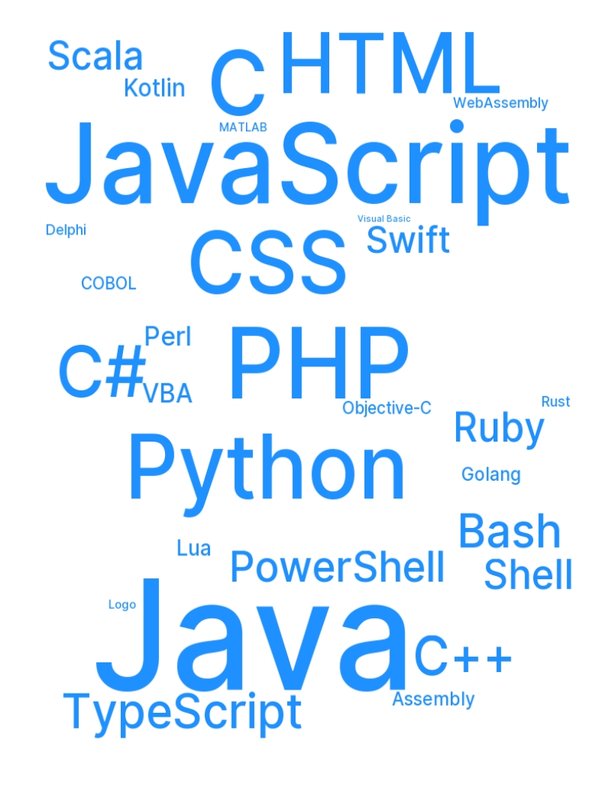 Scala
HTML
C
Kotlin
WebAssembly
MATLAB
JavaScript
Visual Basic
Delphi
Swift
CSS
COBOL
Perl
PHP
C#
VBA
Rust
Objective-C
Ruby
Python
Golang
Bash
Lua
PowerShell
Shell
Logo
Java
C++
Assembly
TypeScript